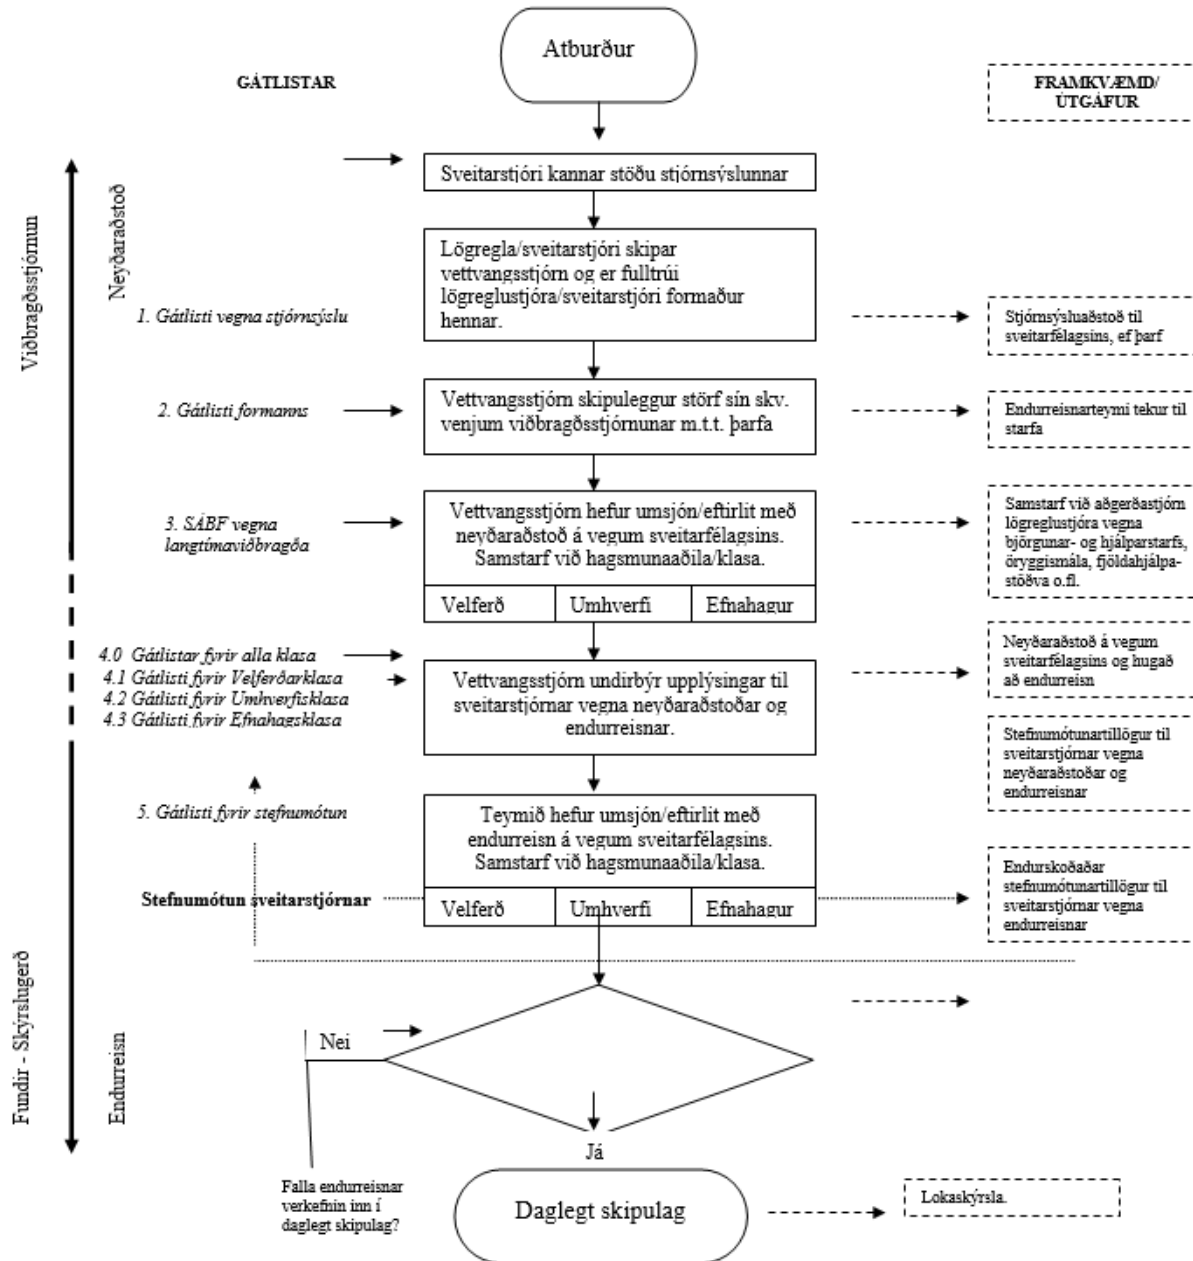 Atburður
GÁTLISTAR
FRAMKVÆMD/
ÚTGÁFUR
Viðbragðsstjórnun
Neyðaraðstoð
Sveitarstjóri kannar stöðu stjórnsýslunnar
Lögregla/sveitarstjóri skipar
vettvangsstjórn og er fulltrúi
lögreglustjóra/sveitarstjóri formaður
hennar.
1. Gátlisti vegna stjórnsýslu
Stjórnsýsluaðstoð til
sveitarfélagsins, ef þarf
2. Gátlisti formanns
Vettvangsstjórn skipuleggur störf sín skv.
venjum viðbragðsstjórnunar m.t.t. þarfa
Endurreisnarteymi tekur til
starfa
3. SÁBF vegna
langtímaviðbragða
Vettvangsstjórn hefur umsjón/eftirlit með
neyðaraðstoð á vegum sveitarfélagsins.
Samstarf við hagsmunaaðila/klasa.
Velferð
Umhverfi
Efnahagur
Samstarf við aðgerðastjórn
lögreglustjóra vegna
björgunar- og hjálparstarfs,
öryggismála, fjöldahjálpa-
stöðva o.fl.
4.0 Gátlistar fyrir alla klasa
4.1 Gátlisti fyrir Velferðarklasa
4.2 Gátlisti fyrir Umhverfisklasa
4.3 Gátlisti fyrir Efnahagsklasa
Vettvangsstjórn undirbýr upplýsingar til
sveitarstjórnar vegna neyðaraðstoðar og
endurreisnar.
Neyðaraðstoð á vegum
sveitarfélagsins og hugað
að endurreisn
Stefnumótunartillögur til
sveitarstjórnar vegna
neyðaraðstoðar og
endurreisnar
5. Gátlisti fyrir stefnumótun
Teymið hefur umsjón/eftirlit með
endurreisn á vegum sveitarfélagsins.
Samstarf við hagsmunaaðila/klasa.
Stefnumótun sveitarstjórnar
Velferð
Umhverfi
Efnahagur
Endurskoðaðar
stefnumótunartillögur til
sveitarstjórnar vegna
endurreisnar
Fundir - Skýrslugerð
Endurreisn
Nei
Já
Falla endurreisnar
verkefnin inn í
daglegt skipulag?
Daglegt skipulag
Lokaskýrsla.